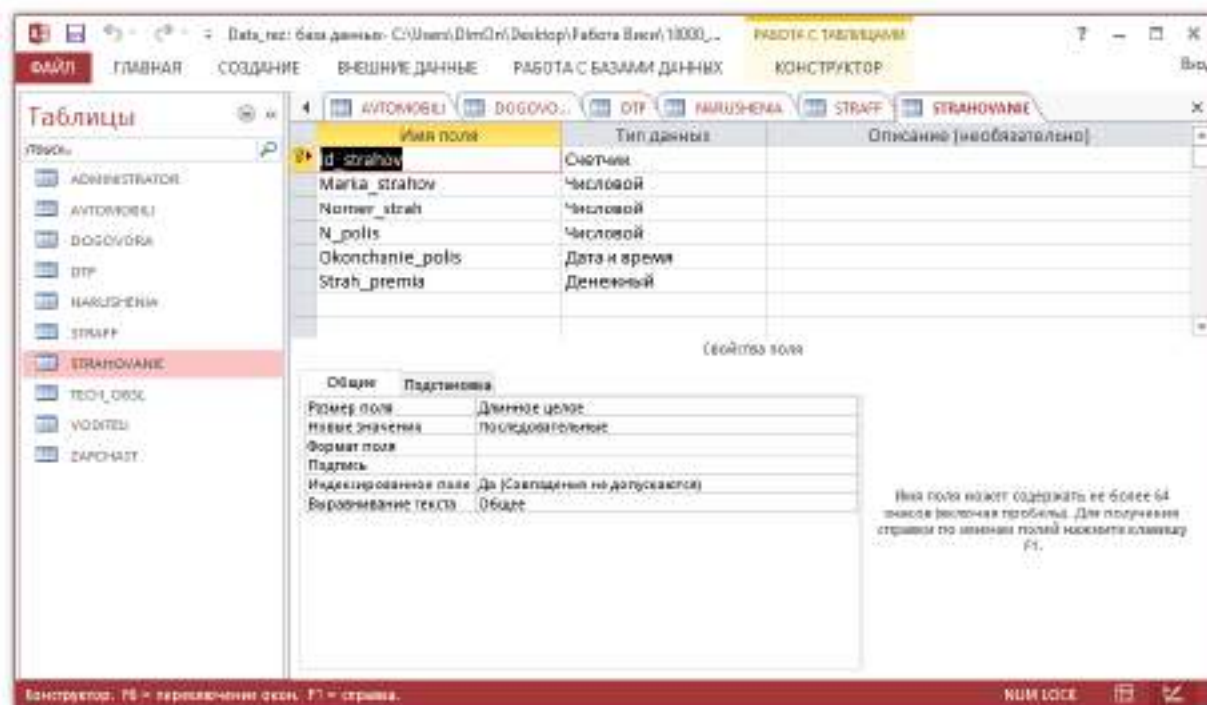 Data_rez: база данных- C:\Users\DimOn\Desktop\Работа Вика\10000_...
РАБОТА С ТАБЛИЦАМИ
? – □ ×
ФАЙЛ ГЛАВНАЯ СОЗДАНИЕ ВНЕШНИЕ ДАННЫЕ РАБОТА С БАЗАМИ ДАННЫХ КОНСТРУКТОР Вход
Таблицы
Поиск...
ADMINISTRATOR
AVTOMOBILI
DOGOVORA
DTP
NARUSHENIA
STRAFF
STRAHOVANIE
TECH_OBSL
VODITELI
ZAPCHAST
AVTOMOBILI DOGOVO... DTP NARUSHENIA STRAFF STRAHOVANIE
Имя поля Тип данных Описание (необязательно)
id_strahov Счетчик
Marka_strahov Числовой
Nomer_strah Числовой
N_polis Числовой
Okonchanie_polis Дата и время
Strah_premia Денежный
Свойства поля
Общие Подстановка
Размер поля Длинное целое
Новые значения Последовательные
Формат поля
Подпись
Индексированное поле Да (Совпадения не допускаются)
Выравнивание текста Общее
Имя поля может содержать не более 64
знаков (включая пробелы). Для получения
справки по именам полей нажмите клавишу
F1.
Конструктор. F6 = переключение окон. F1 = справка. NUM LOCK